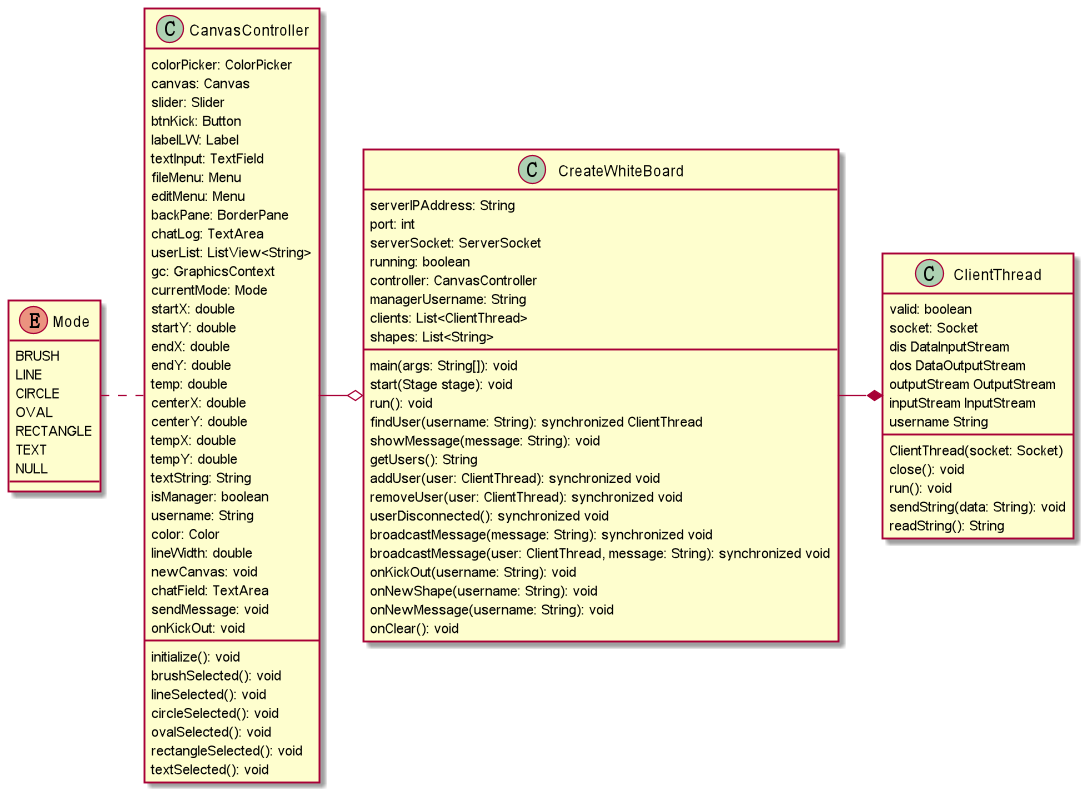 E Mode
BRUSH
LINE
CIRCLE
OVAL
RECTANGLE
TEXT
NULL
C CanvasController
colorPicker: ColorPicker
canvas: Canvas
slider: Slider
btnKick: Button
labelLW: Label
textInput: TextField
fileMenu: Menu
editMenu: Menu
backPane: BorderPane
chatLog: TextArea
userList: ListView<String>
gc: GraphicsContext
currentMode: Mode
startX: double
startY: double
endX: double
endY: double
temp: double
centerX: double
centerY: double
tempX: double
tempY: double
textString: String
isManager: boolean
username: String
color: Color
lineWidth: double
newCanvas: void
chatField: TextArea
sendMessage: void
onKickOut: void
initialize(): void
brushSelected(): void
lineSelected(): void
circleSelected(): void
ovalSelected(): void
rectangleSelected(): void
textSelected(): void
C CreateWhiteBoard
serverIPAddress: String
port: int
serverSocket: ServerSocket
running: boolean
controller: CanvasController
managerUsername: String
clients: List<ClientThread>
shapes: List<String>
main(args: String[]): void
start(Stage stage): void
run(): void
findUser(username: String): synchronized ClientThread
showMessage(message: String): void
getUsers(): String
addUser(user: ClientThread): synchronized void
removeUser(user: ClientThread): synchronized void
userDisconnected(): synchronized void
broadcastMessage(message: String): synchronized void
broadcastMessage(user: ClientThread, message: String): synchronized void
onKickOut(username: String): void
onNewShape(username: String): void
onNewMessage(username: String): void
onClear(): void
C ClientThread
valid: boolean
socket: Socket
dis DataInputStream
dos DataOutputStream
outputStream OutputStream
inputStream InputStream
username String
ClientThread(socket: Socket)
close(): void
run(): void
sendString(data: String): void
readString(): String